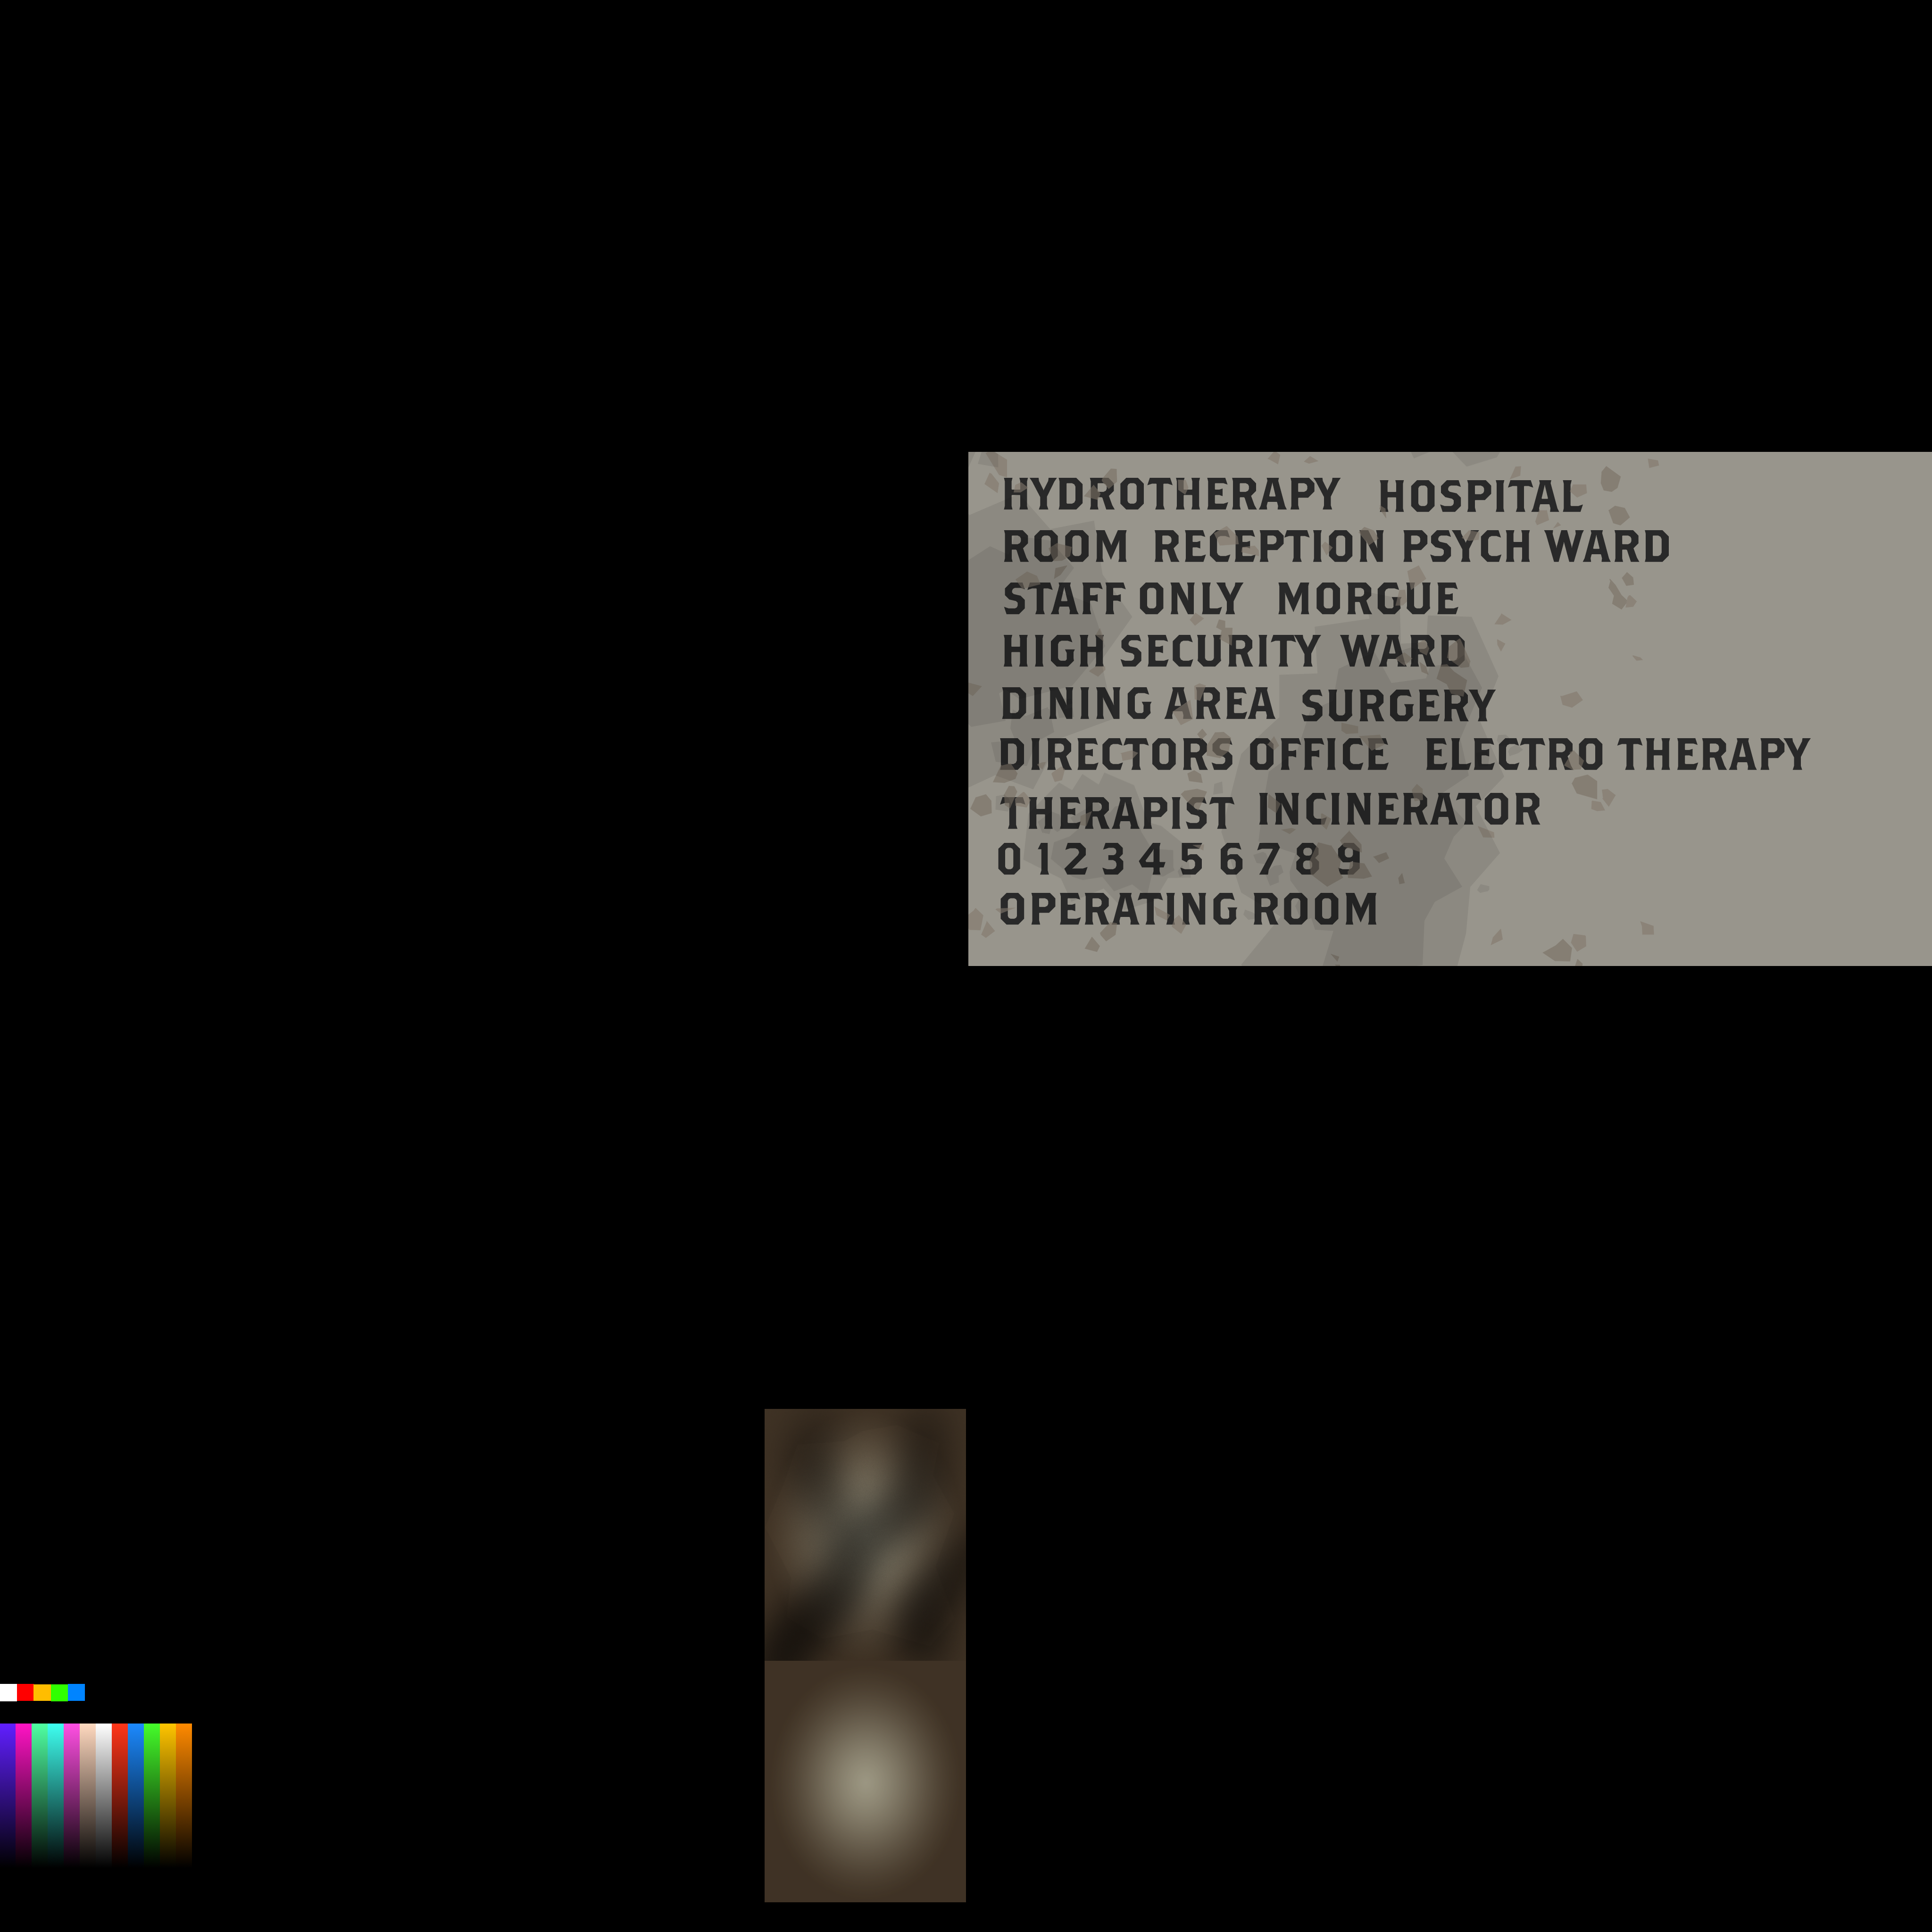 HYDROTHERAPY HOSPITAL
ROOM RECEPTION PSYCH WARD
STAFF ONLY MORGUE
HIGH SECURITY WARD
DINING AREA SURGERY
DIRECTORS OFFICE ELECTRO THERAPY
THERAPIST INCINERATOR
0 1 2 3 4 5 6 7 8 9
OPERATING ROOM